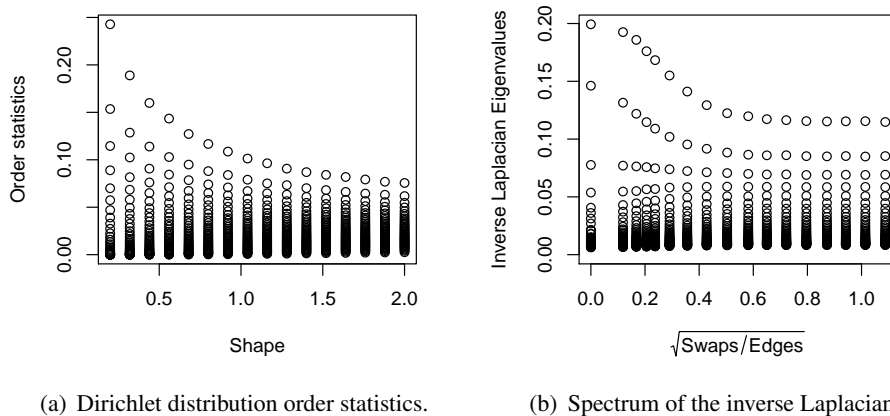 Order statistics
0.00 0.10 0.20
0.5 1.0 1.5 2.0
Shape
Inverse Laplacian Eigenvalues
0.00 0.05 0.10 0.15 0.20
0.0 0.2 0.4 0.6 0.8 1.0
√Swaps/Edges
(a) Dirichlet distribution order statistics.
(b) Spectrum of the inverse Laplacian